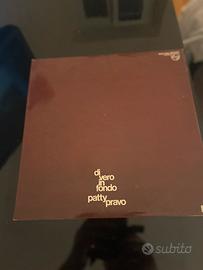 di
vero
in
fondo
patty
pravo
subito